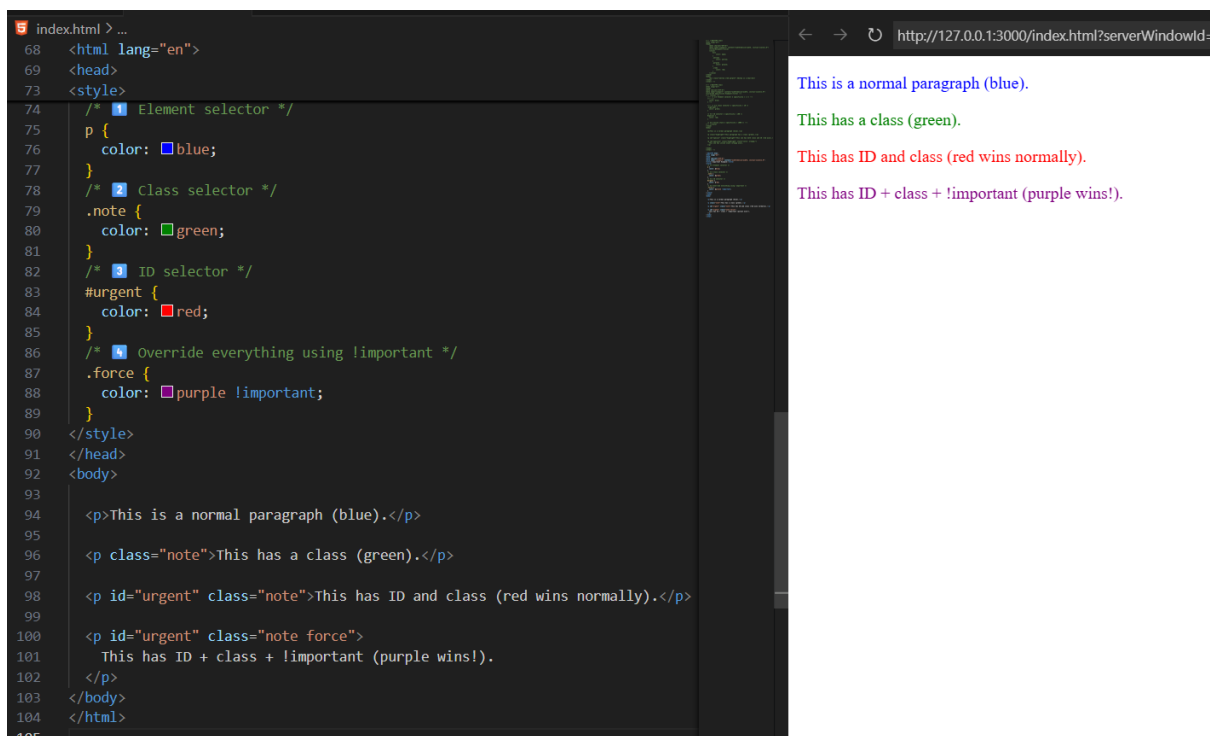 index.html > ...
68 <html lang="en">
69 <head>
73 <style>
74 /* 1️⃣ Element selector */
75 p {
76 color: blue;
77 }
78 /* 2️⃣ Class selector */
79 .note {
80 color: green;
81 }
82 /* 3️⃣ ID selector */
83 #urgent {
84 color: red;
85 }
86 /* 4️⃣ Override everything using !important */
87 .force {
88 color: purple !important;
89 }
90 </style>
91 </head>
92 <body>
93
94 <p>This is a normal paragraph (blue).</p>
95
96 <p class="note">This has a class (green).</p>
97
98 <p id="urgent" class="note">This has ID and class (red wins normally).</p>
99
100 <p id="urgent" class="note force">
101 This has ID + class + !important (purple wins!).
102 </p>
103 </body>
104 </html>
105
http://127.0.0.1:3000/index.html?serverWindowId=
This is a normal paragraph (blue).
This has a class (green).
This has ID and class (red wins normally).
This has ID + class + !important (purple wins!).